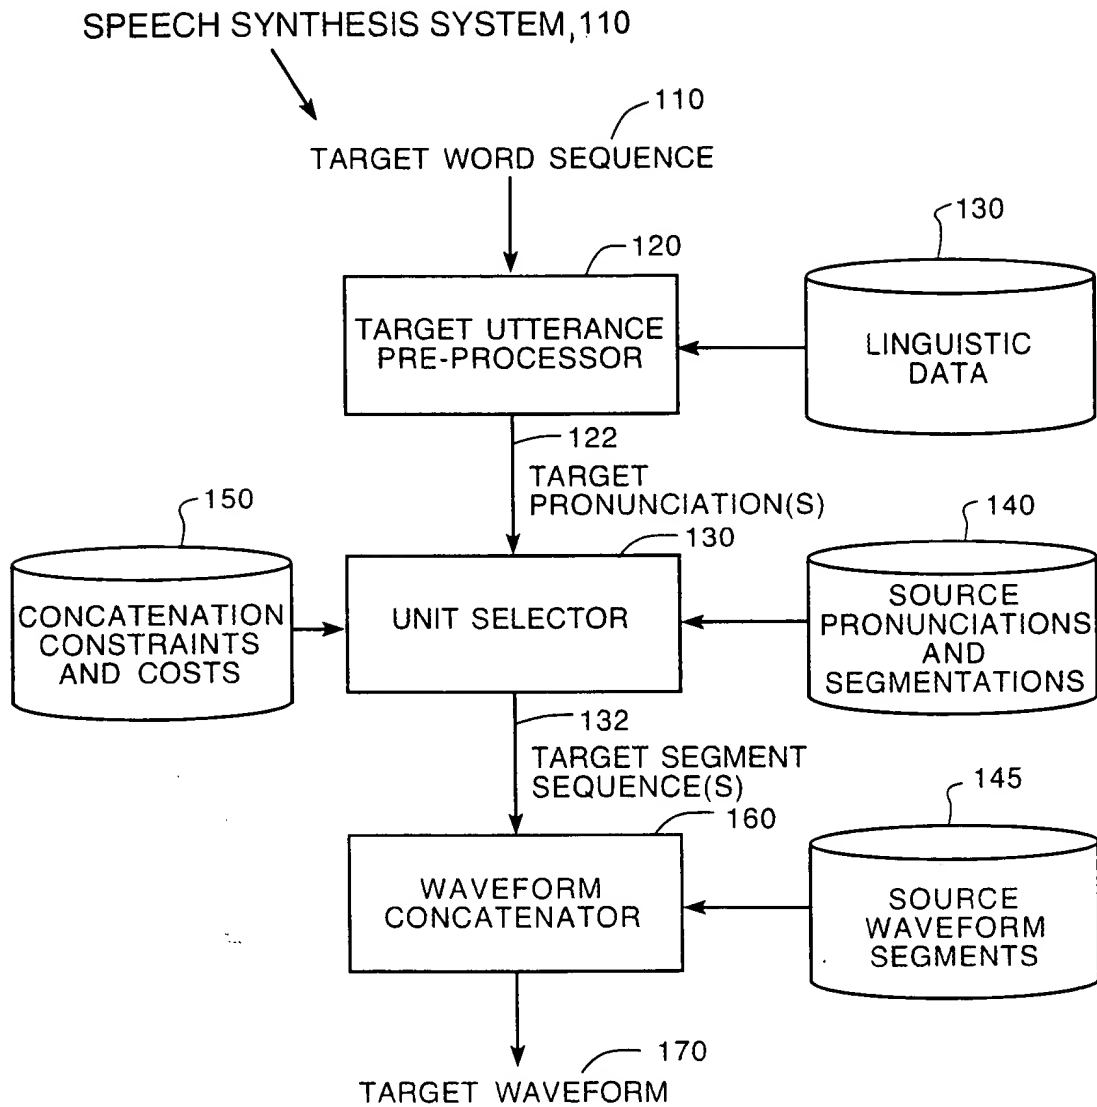 SPEECH SYNTHESIS SYSTEM, 110
110
TARGET WORD SEQUENCE
120
130
TARGET UTTERANCE
PRE-PROCESSOR
LINGUISTIC
DATA
122
TARGET
PRONUNCIATION(S)
150
130
140
CONCATENATION
CONSTRAINTS
AND COSTS
UNIT SELECTOR
SOURCE
PRONUNCIATIONS
AND
SEGMENTATIONS
132
TARGET SEGMENT
SEQUENCE(S)
160
145
WAVEFORM
CONCATENATOR
SOURCE
WAVEFORM
SEGMENTS
170
TARGET WAVEFORM